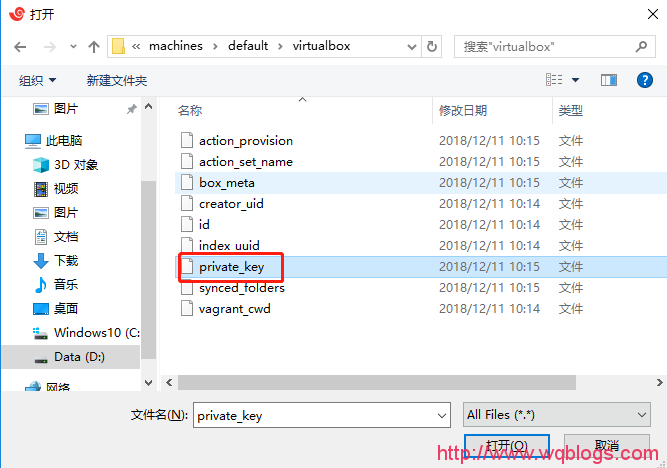 打开
« machines > default > virtualbox
搜索"virtualbox"
组织 新建文件夹
名称 修改日期 类型
图片
此电脑
3D 对象
视频
图片
文档
下载
音乐
桌面
Windows10 (C:
Data (D:)
网络
action_provision 2018/12/11 10:15 文件
action_set_name 2018/12/11 10:15 文件
box_meta 2018/12/11 10:15 文件
creator_uid 2018/12/11 10:14 文件
id 2018/12/11 10:14 文件
index_uuid 2018/12/11 10:14 文件
private_key 2018/12/11 10:15 文件
synced_folders 2018/12/11 10:15 文件
vagrant_cwd 2018/12/11 10:14 文件
文件名(N): private_key All Files (*.*)
打开(O) 取消
http://www.wqblogs.com